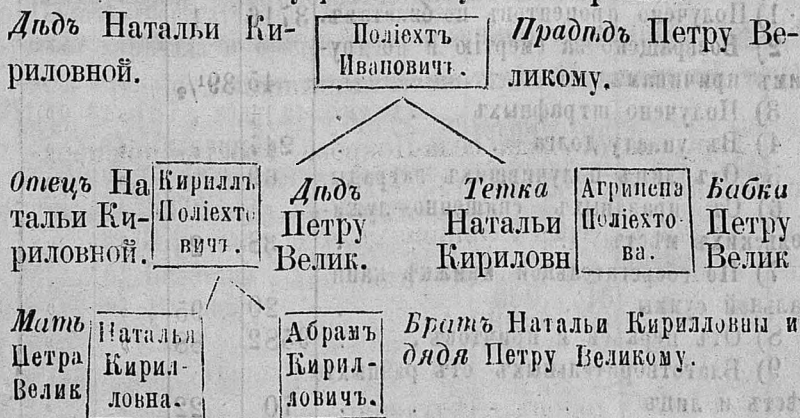 Дѣдъ Натальи Ки-
риловной.
Поліехтъ
Ивановичъ.
Прадѣдъ Петру Ве-
ликому.
Отецъ На
тальи Ки-
риловной.
Кириллъ
Поліехто
вичъ.
Дѣдъ
Петру
Велик.
Тетка
Натальи
Кириловн
Агрипена
Поліехто-
ва.
Бабки
Петру
Велик
Мать
Петра
Велик
Наталья
Кирил-
ловна.
Абрамъ
Кирил-
ловичъ.
Братъ Натальи Кирилловны и
дядя Петру Великому.